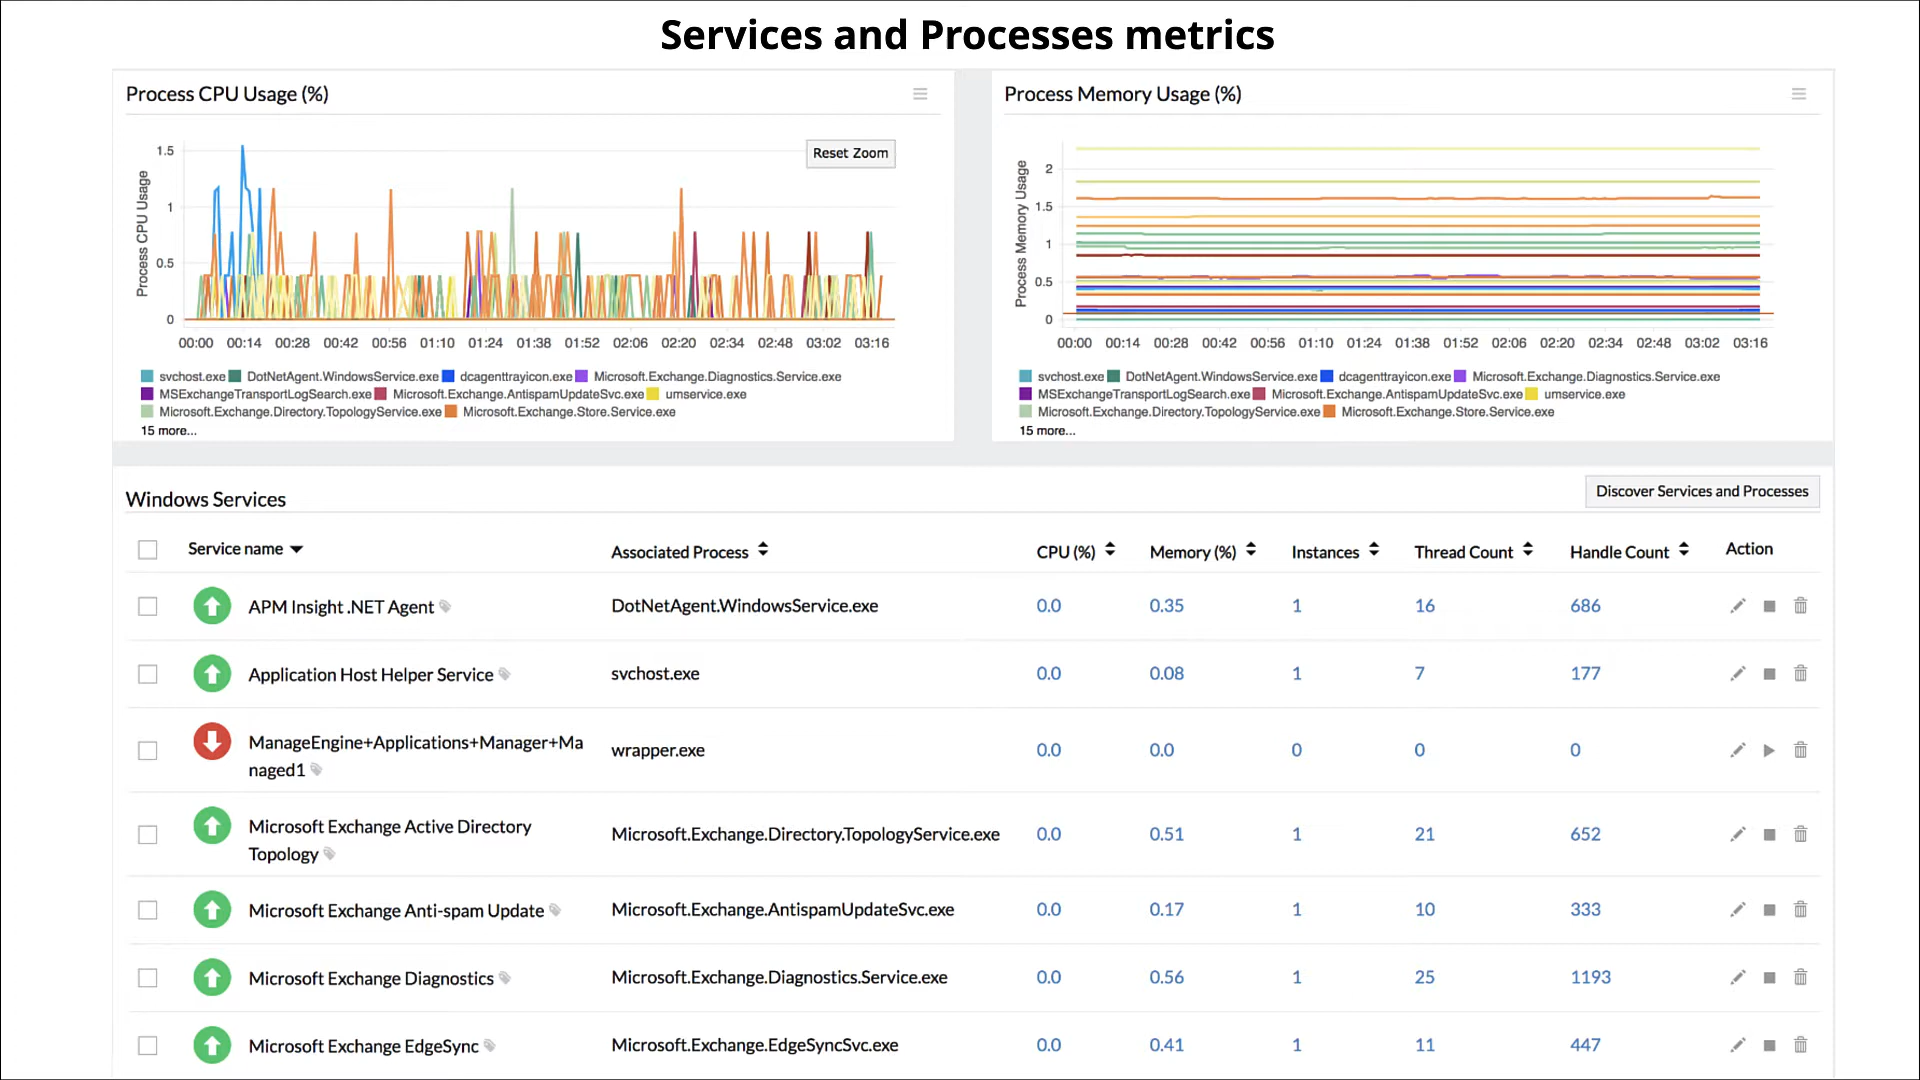 Services and Processes metrics
Process CPU Usage (%)
Process Memory Usage (%)
Reset Zoom
Process CPU Usage
1.5
1
0.5
0
00:00 00:14 00:28 00:42 00:56 01:10 01:24 01:38 01:52 02:06 02:20 02:34 02:48 03:02 03:16
svchost.exe DotNetAgent.WindowsService.exe dcagenttrayicon.exe Microsoft.Exchange.Diagnostics.Service.exe
MSExchangeTransportLogSearch.exe Microsoft.Exchange.AntispamUpdateSvc.exe umservice.exe
Microsoft.Exchange.Directory.TopologyService.exe Microsoft.Exchange.Store.Service.exe
15 more...
Process Memory Usage
2
1.5
1
0.5
0
00:00 00:14 00:28 00:42 00:56 01:10 01:24 01:38 01:52 02:06 02:20 02:34 02:48 03:02 03:16
svchost.exe DotNetAgent.WindowsService.exe dcagenttrayicon.exe Microsoft.Exchange.Diagnostics.Service.exe
MSExchangeTransportLogSearch.exe Microsoft.Exchange.AntispamUpdateSvc.exe umservice.exe
Microsoft.Exchange.Directory.TopologyService.exe Microsoft.Exchange.Store.Service.exe
15 more...
Windows Services
Discover Services and Processes
Service name Associated Process CPU (%) Memory (%) Instances Thread Count Handle Count Action
APM Insight .NET Agent DotNetAgent.WindowsService.exe 0.0 0.35 1 16 686
Application Host Helper Service svchost.exe 0.0 0.08 1 7 177
ManageEngine+Applications+Manager+Ma
naged1 wrapper.exe 0.0 0.0 0 0 0
Microsoft Exchange Active Directory
Topology Microsoft.Exchange.Directory.TopologyService.exe 0.0 0.51 1 21 652
Microsoft Exchange Anti-spam Update Microsoft.Exchange.AntispamUpdateSvc.exe 0.0 0.17 1 10 333
Microsoft Exchange Diagnostics Microsoft.Exchange.Diagnostics.Service.exe 0.0 0.56 1 25 1193
Microsoft Exchange EdgeSync Microsoft.Exchange.EdgeSyncSvc.exe 0.0 0.41 1 11 447